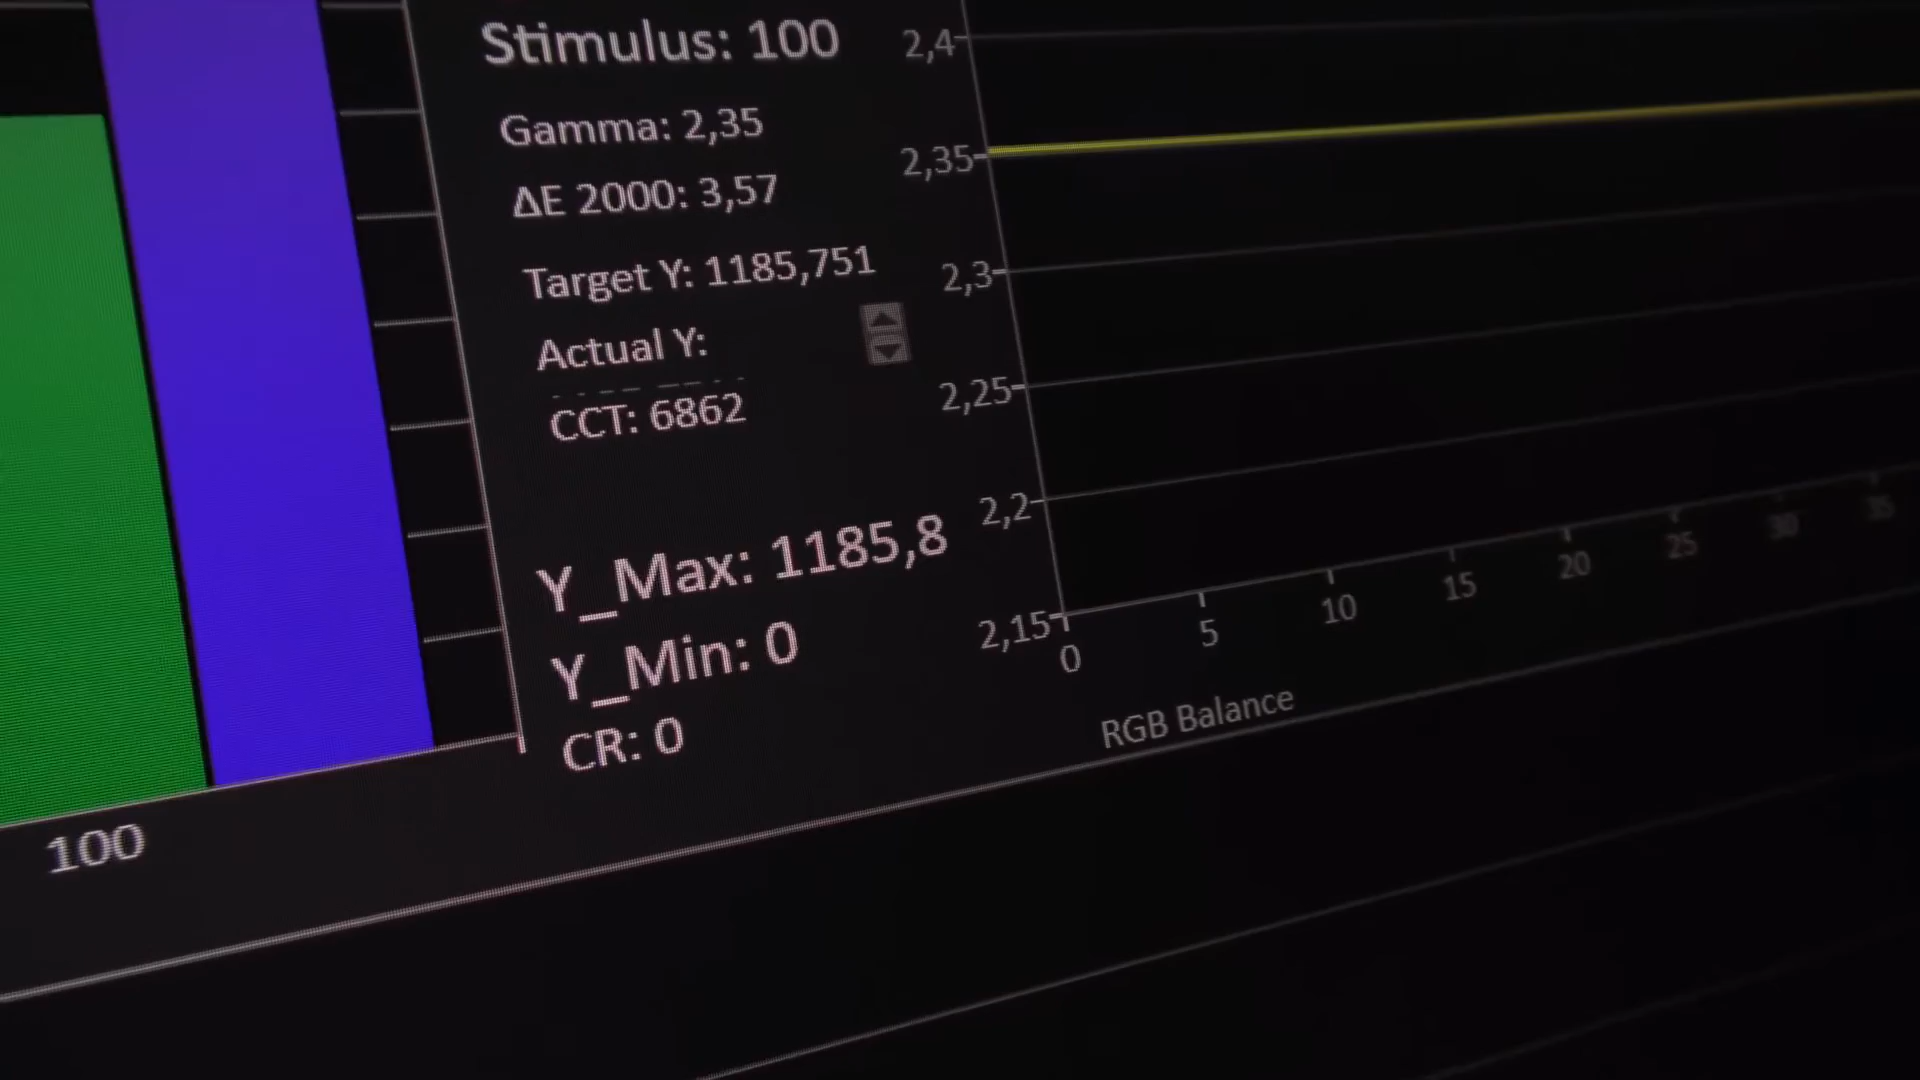 Stimulus: 100
Gamma: 2,35
ΔE 2000: 3,57
Target Y: 1185,751
Actual Y:
CCT: 6862
Y_Max: 1185,8
Y_Min: 0
CR: 0
100
2,4
2,35
2,3
2,25
2,2
2,15
0 5 10 15 20 25 30 35
RGB Balance